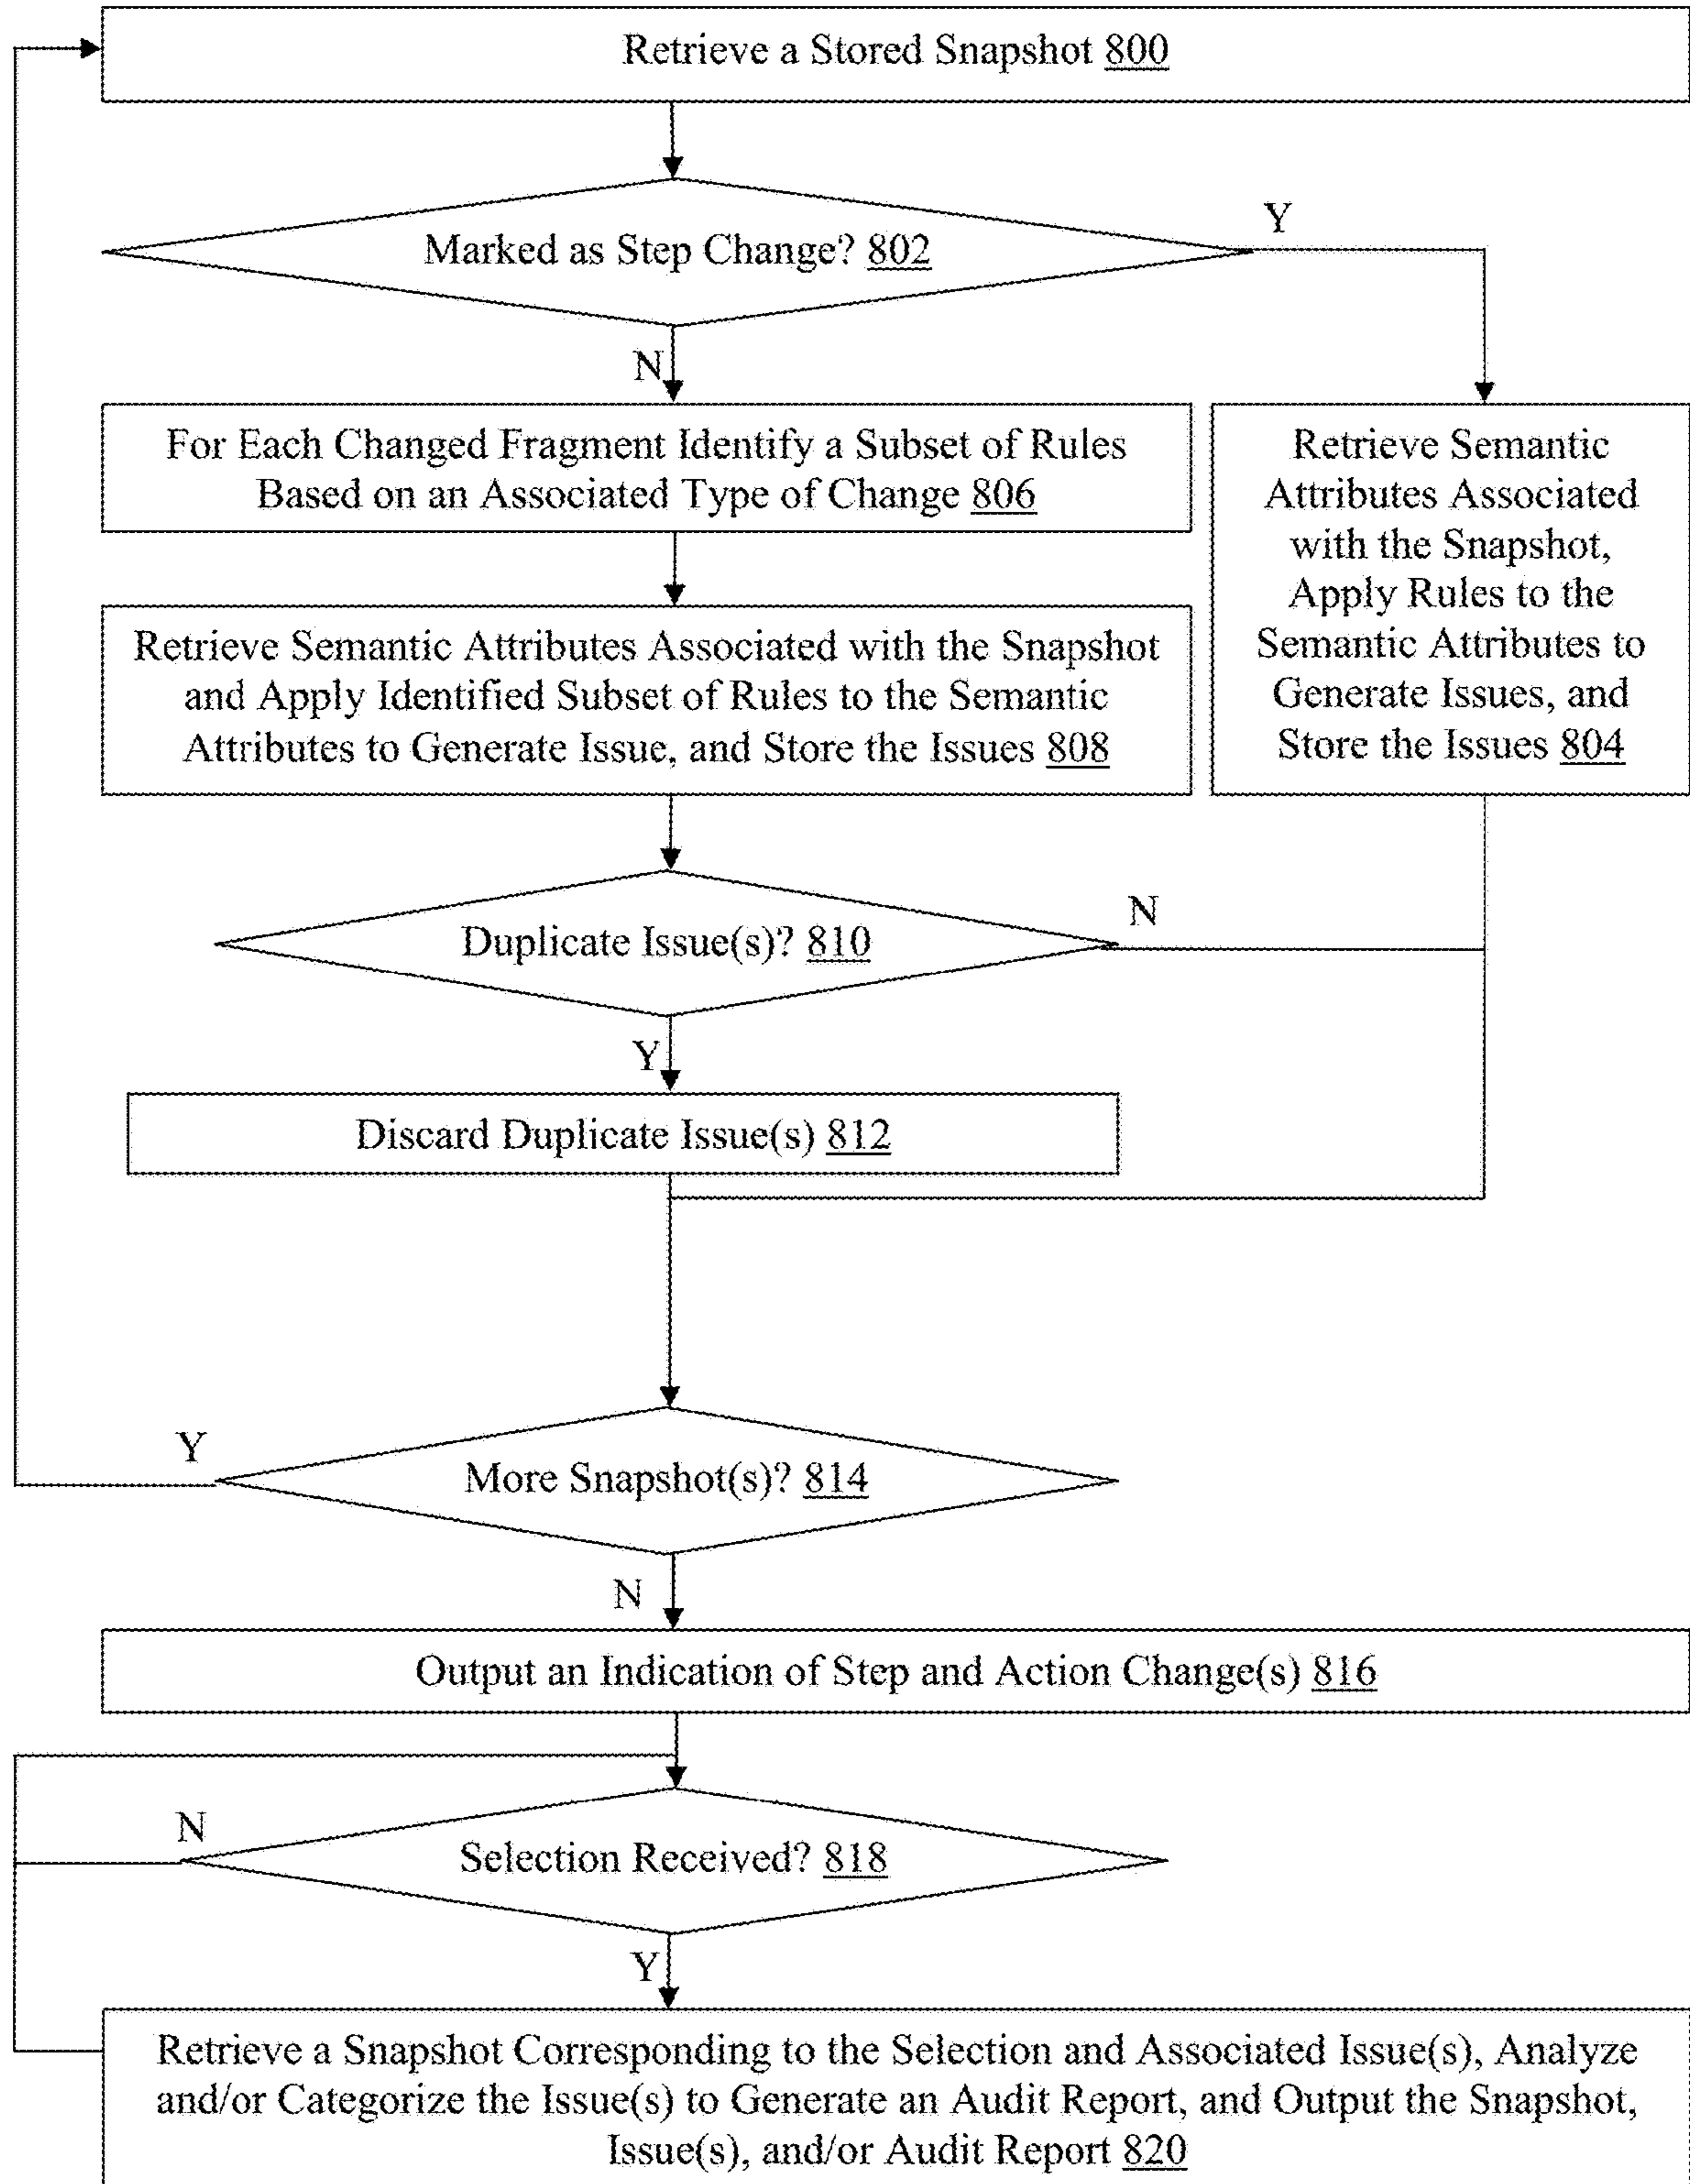 Retrieve a Stored Snapshot 800
Y
Marked as Step Change? 802
N
For Each Changed Fragment Identify a Subset of Rules
Based on an Associated Type of Change 806
Retrieve Semantic
Attributes Associated
with the Snapshot,
Apply Rules to the
Semantic Attributes to
Generate Issues, and
Store the Issues 804
Retrieve Semantic Attributes Associated with the Snapshot
and Apply Identified Subset of Rules to the Semantic
Attributes to Generate Issue, and Store the Issues 808
N
Duplicate Issue(s)? 810
Y
Discard Duplicate Issue(s) 812
Y
More Snapshot(s)? 814
N
Output an Indication of Step and Action Change(s) 816
N
Selection Received? 818
Y
Retrieve a Snapshot Corresponding to the Selection and Associated Issue(s), Analyze
and/or Categorize the Issue(s) to Generate an Audit Report, and Output the Snapshot,
Issue(s), and/or Audit Report 820